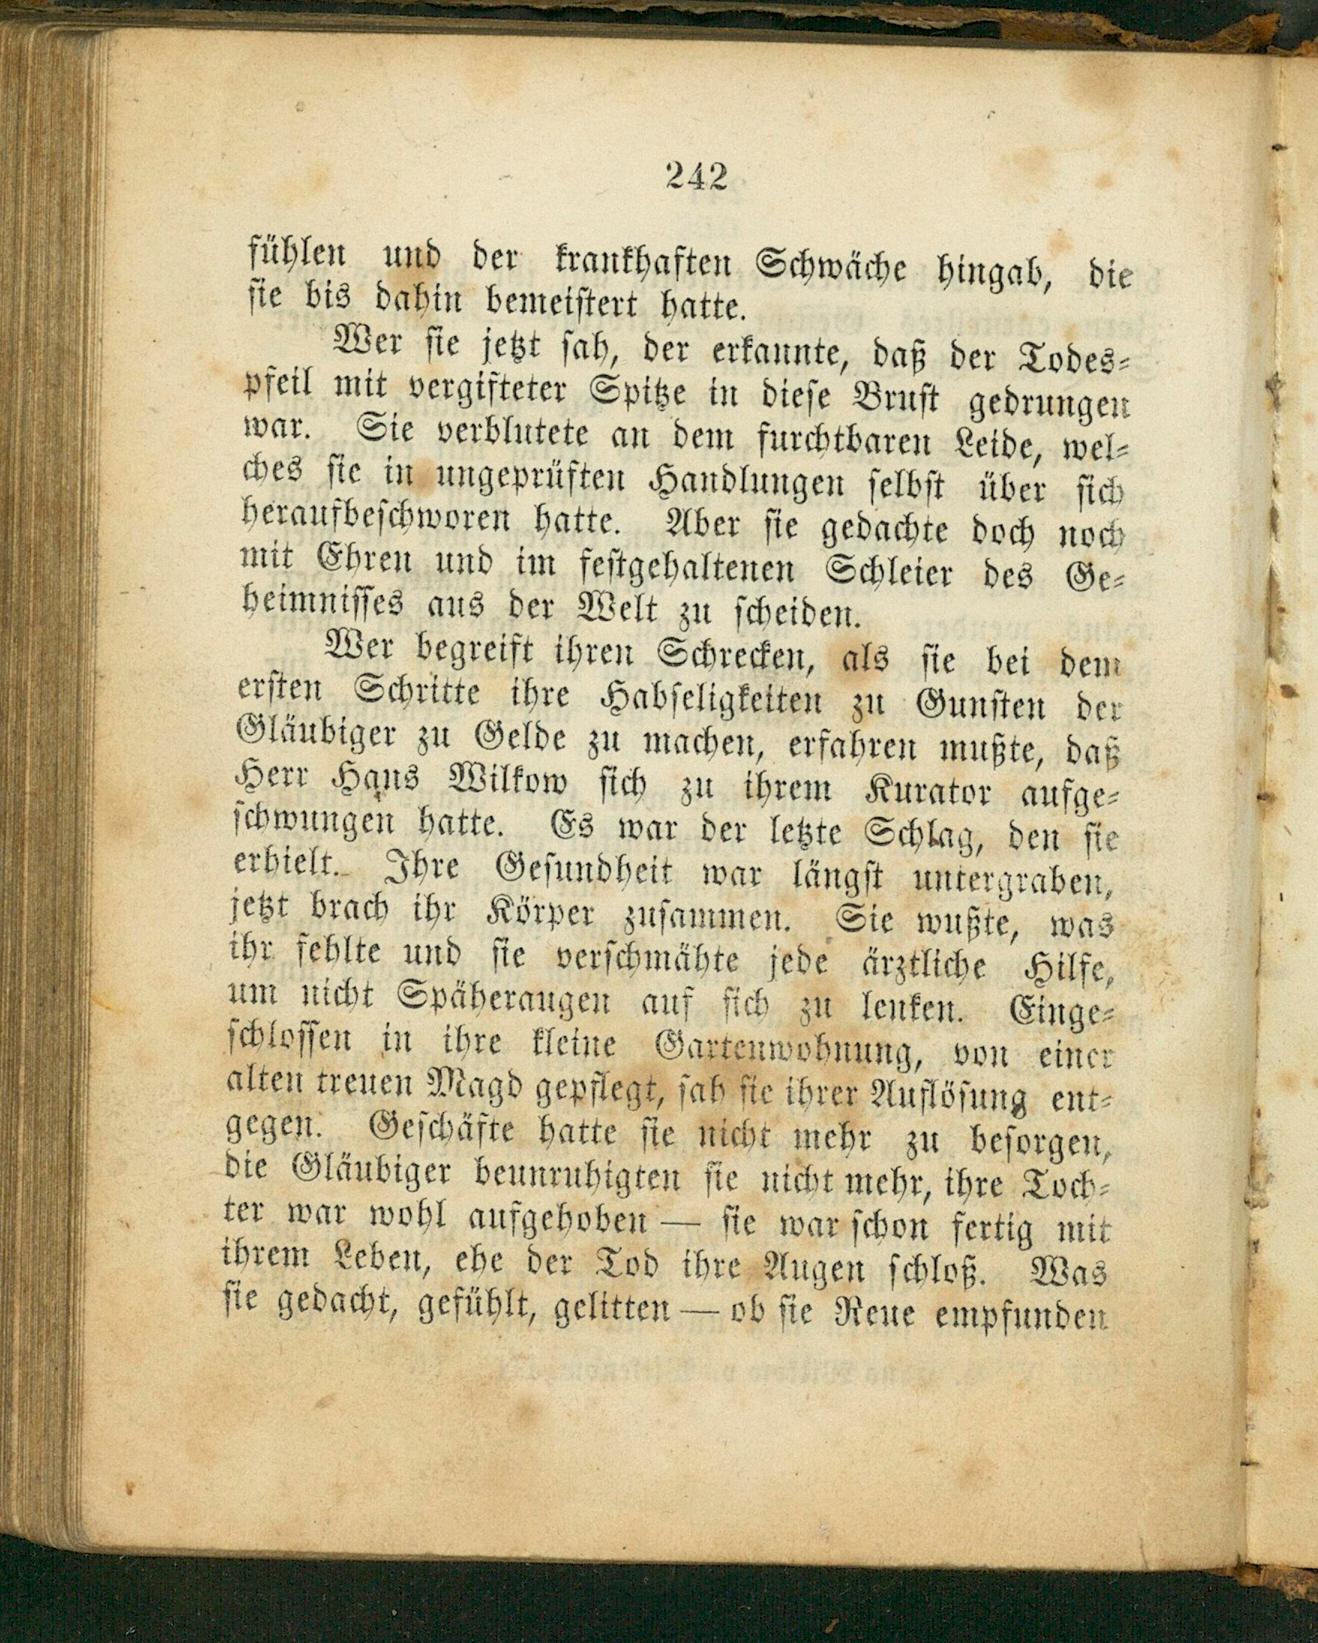 242
fühlen und der krankhaften Schwäche hingab, die
sie bis dahin bemeistert hatte.
Wer sie jetzt sah, der erkannte, daß der Todes-
pfeil mit vergifteter Spitze in diese Brust gedrungen
war. Sie verblutete an dem furchtbaren Leide, wel-
ches sie in ungeprüften Handlungen selbst über sich
heraufbeschworen hatte. Aber sie gedachte doch noch
mit Ehren und im festgehaltenen Schleier des Ge-
heimnisses aus der Welt zu scheiden.
Wer begreift ihren Schrecken, als sie bei dem
ersten Schritte ihre Habseligkeiten zu Gunsten der
Gläubiger zu Gelde zu machen, erfahren mußte, daß
Herr Hans Wilkow sich zu ihrem Kurator aufge-
schwungen hatte. Es war der letzte Schlag, den sie
erhielt. Ihre Gesundheit war längst untergraben,
jetzt brach ihr Körper zusammen. Sie wußte, was
ihr fehlte und sie verschmähte jede ärztliche Hilfe,
um nicht Späheraugen auf sich zu lenken. Einge-
schlossen in ihre kleine Gartenwohnung, von einer
alten treuen Magd gepflegt, sah sie ihrer Auflösung ent-
gegen. Geschäfte hatte sie nicht mehr zu besorgen,
die Gläubiger beunruhigten sie nicht mehr, ihre Toch-
ter war wohl aufgehoben — sie war schon fertig mit
ihrem Leben, ehe der Tod ihre Augen schloß. Was
sie gedacht, gefühlt, gelitten — ob sie Reue empfunden